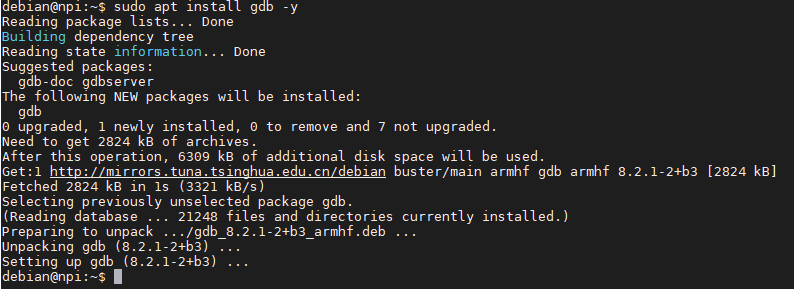 debian@npi:~$ sudo apt install gdb -y
Reading package lists... Done
Building dependency tree
Reading state information... Done
Suggested packages:
  gdb-doc gdbserver
The following NEW packages will be installed:
  gdb
0 upgraded, 1 newly installed, 0 to remove and 7 not upgraded.
Need to get 2824 kB of archives.
After this operation, 6309 kB of additional disk space will be used.
Get:1 http://mirrors.tuna.tsinghua.edu.cn/debian buster/main armhf gdb armhf 8.2.1-2+b3 [2824 kB]
Fetched 2824 kB in 1s (3321 kB/s)
Selecting previously unselected package gdb.
(Reading database ... 21248 files and directories currently installed.)
Preparing to unpack .../gdb_8.2.1-2+b3_armhf.deb ...
Unpacking gdb (8.2.1-2+b3) ...
Setting up gdb (8.2.1-2+b3) ...
debian@npi:~$